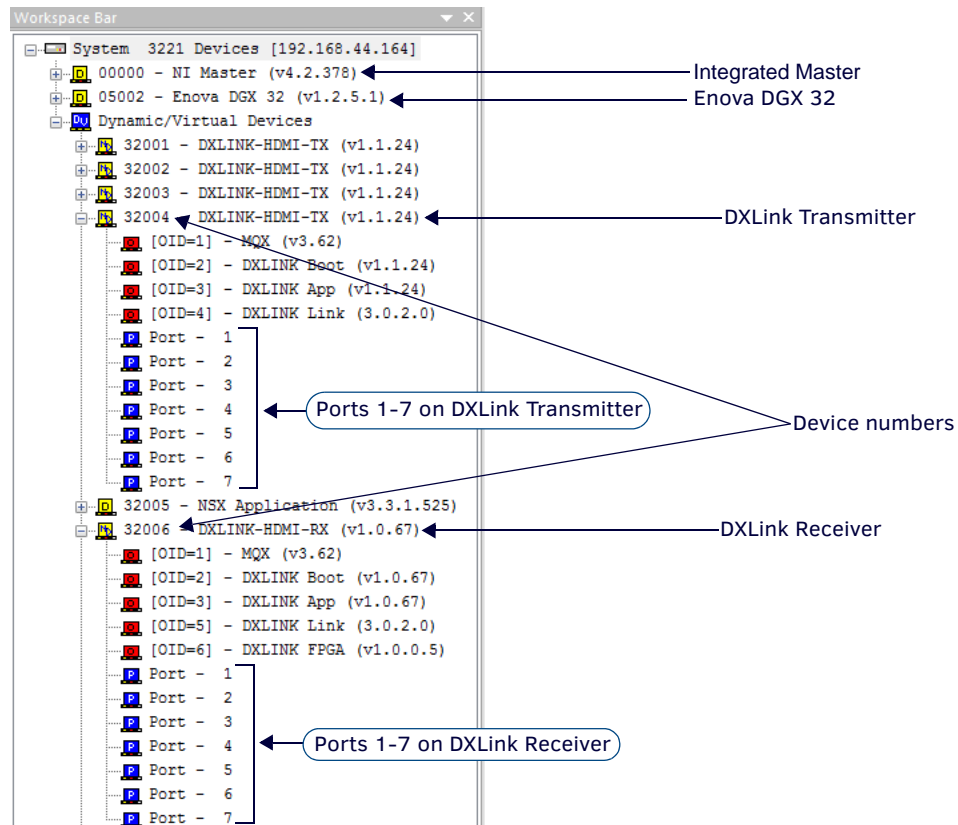 Workspace Bar
System 3221 Devices [192.168.44.164]
00000 - NI Master (v4.2.378)
Integrated Master
05002 - Enova DGX 32 (v1.2.5.1)
Enova DGX 32
Dynamic/Virtual Devices
32001 - DXLINK-HDMI-TX (v1.1.24)
32002 - DXLINK-HDMI-TX (v1.1.24)
32003 - DXLINK-HDMI-TX (v1.1.24)
32004 - DXLINK-HDMI-TX (v1.1.24)
DXLink Transmitter
[OID=1] - MQX (v3.62)
[OID=2] - DXLINK Boot (v1.1.24)
[OID=3] - DXLINK App (v1.1.24)
[OID=4] - DXLINK Link (3.0.2.0)
Port - 1
Port - 2
Port - 3
Port - 4
Ports 1-7 on DXLink Transmitter
Port - 5
Device numbers
Port - 6
Port - 7
32005 - NSX Application (v3.3.1.525)
32006 - DXLINK-HDMI-RX (v1.0.67)
DXLink Receiver
[OID=1] - MQX (v3.62)
[OID=2] - DXLINK Boot (v1.0.67)
[OID=3] - DXLINK App (v1.0.67)
[OID=5] - DXLINK Link (3.0.2.0)
[OID=6] - DXLINK FPGA (v1.0.0.5)
Port - 1
Port - 2
Port - 3
Port - 4
Ports 1-7 on DXLink Receiver
Port - 5
Port - 6
Port - 7